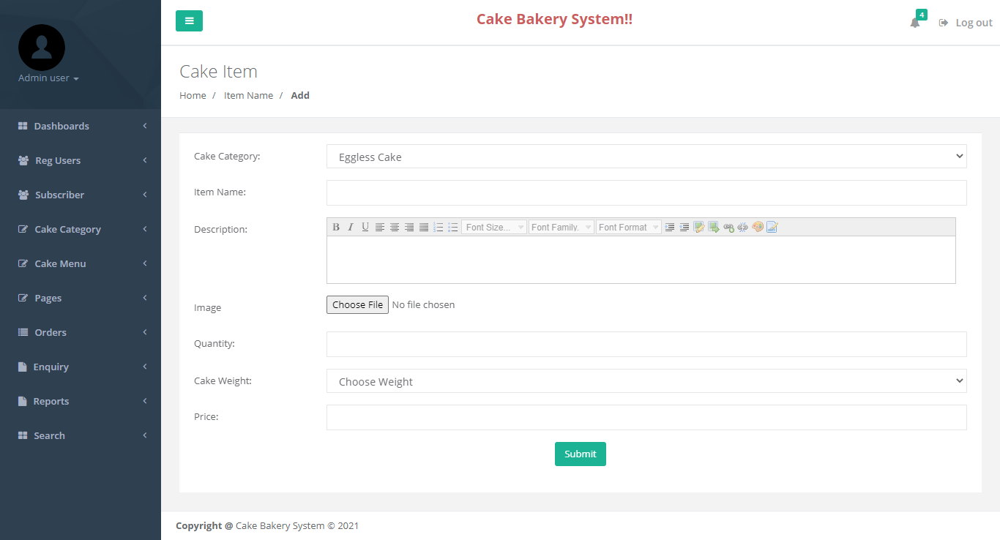 Cake Bakery System!!
4
Log out
Admin user
Dashboards
Reg Users
Subscriber
Cake Category
Cake Menu
Pages
Orders
Enquiry
Reports
Search
Cake Item
Home / Item Name / Add
Cake Category: Eggless Cake
Item Name:
Description: B I U Font Size... Font Family. Font Format
Image Choose File No file chosen
Quantity:
Cake Weight: Choose Weight
Price:
Submit
Copyright @ Cake Bakery System © 2021